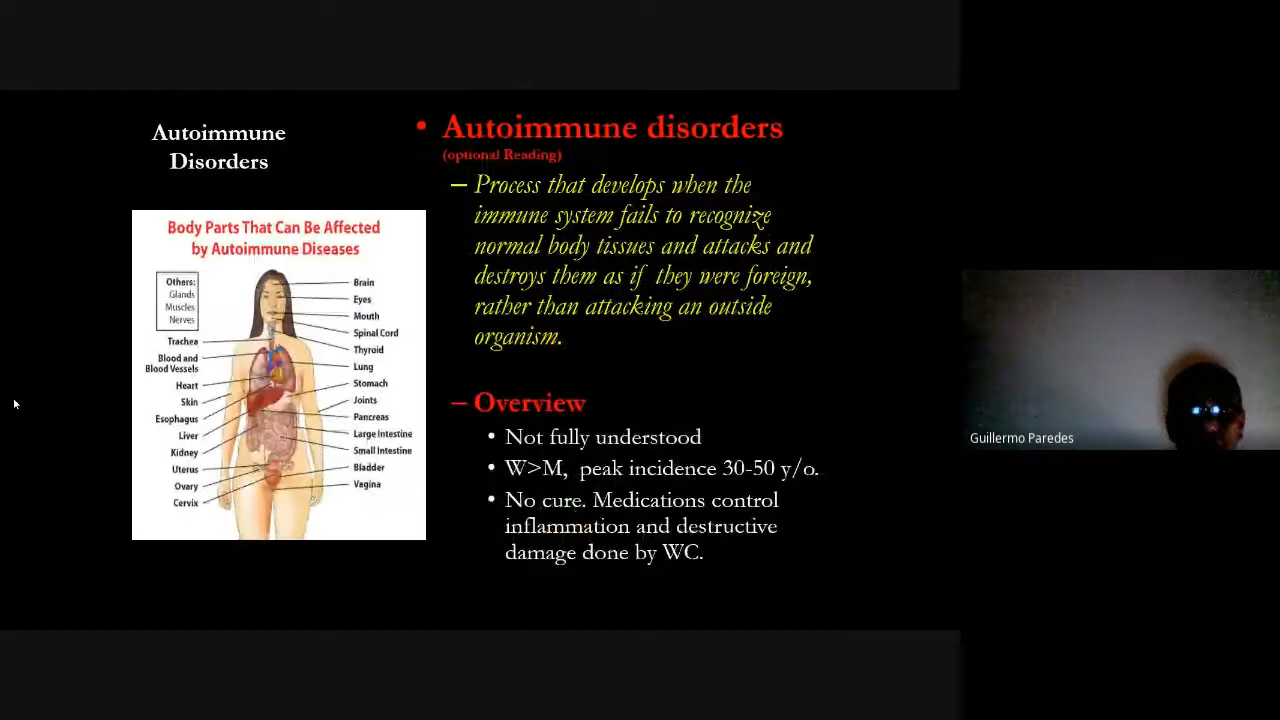 Autoimmune
Disorders
• Autoimmune disorders
(optional Reading)
– Process that develops when the
immune system fails to recognize
normal body tissues and attacks and
destroys them as if they were foreign,
rather than attacking an outside
organism.
– Overview
• Not fully understood
• W>M, peak incidence 30-50 y/o.
• No cure. Medications control
inflammation and destructive
damage done by WC.
Body Parts That Can Be Affected
by Autoimmune Diseases
Others:
Glands
Muscles
Nerves
Trachea
Blood and
Blood Vessels
Heart
Skin
Esophagus
Liver
Kidney
Uterus
Ovary
Cervix
Brain
Eyes
Mouth
Spinal Cord
Thyroid
Lung
Stomach
Joints
Pancreas
Large Intestine
Small Intestine
Bladder
Vagina
Guillermo Paredes